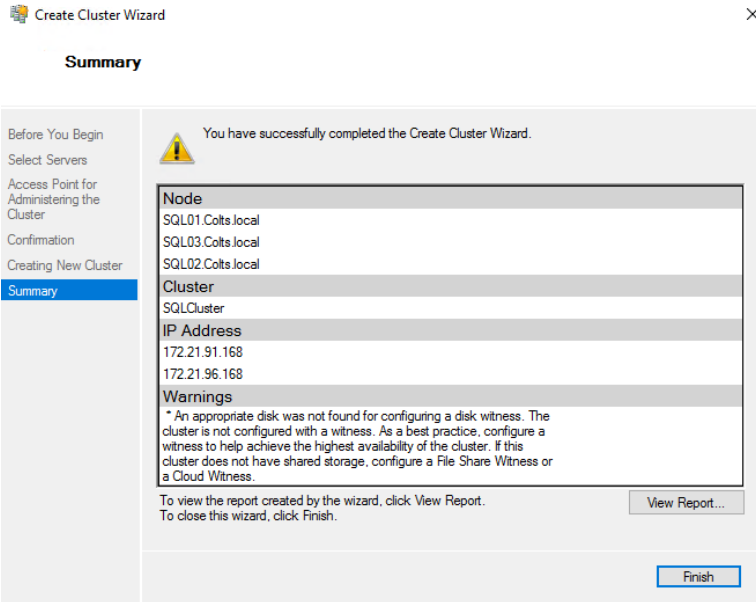 Create Cluster Wizard
Summary
Before You Begin
Select Servers
Access Point for
Administering the
Cluster
Confirmation
Creating New Cluster
Summary
You have successfully completed the Create Cluster Wizard.
Node
SQL01.Colts.local
SQL03.Colts.local
SQL02.Colts.local
Cluster
SQLCluster
IP Address
172.21.91.168
172.21.96.168
Warnings
* An appropriate disk was not found for configuring a disk witness. The
cluster is not configured with a witness. As a best practice, configure a
witness to help achieve the highest availability of the cluster. If this
cluster does not have shared storage, configure a File Share Witness or
a Cloud Witness.
To view the report created by the wizard, click View Report.
To close this wizard, click Finish.
View Report...
Finish